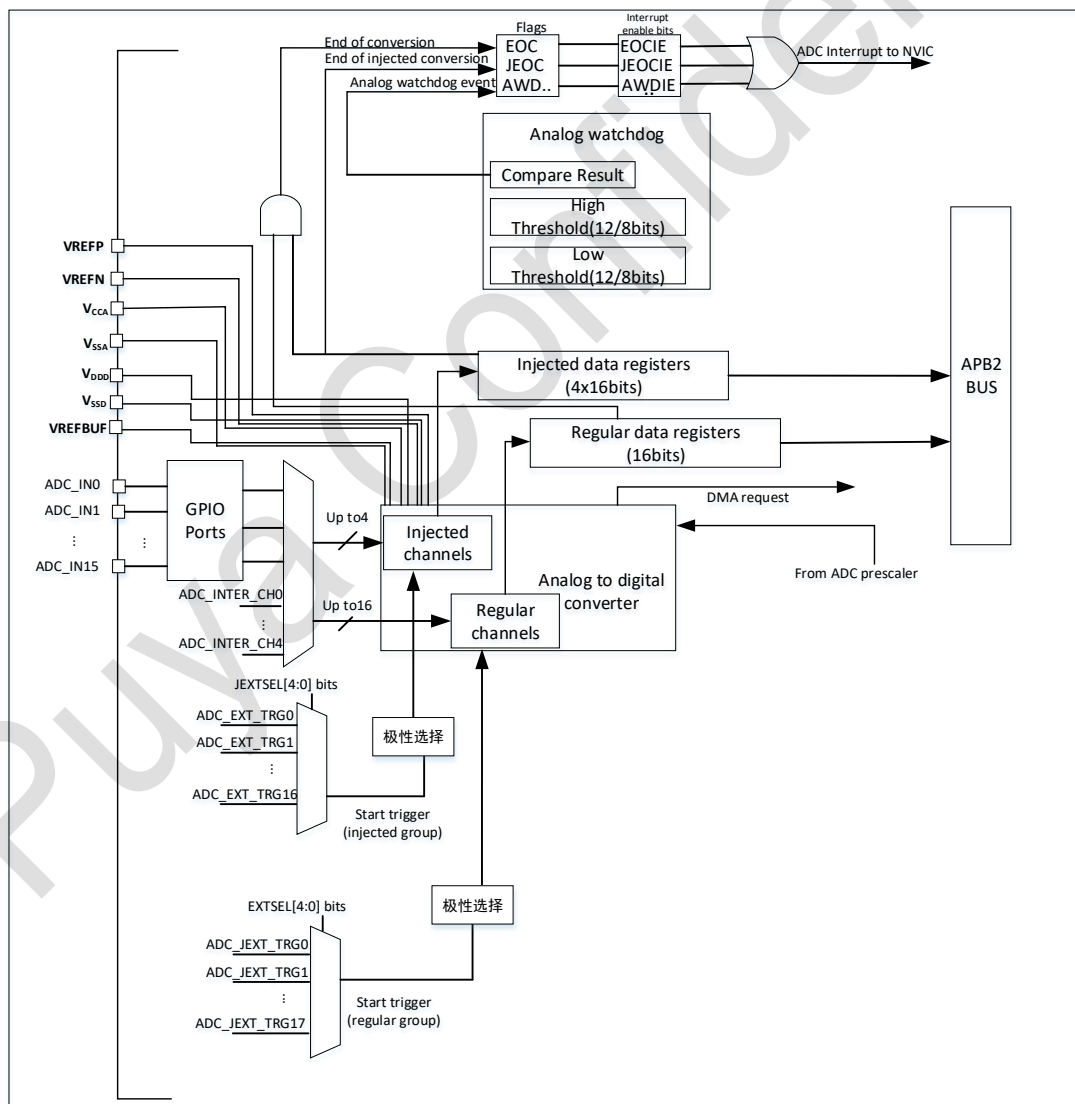 Flags
Interrupt
enable bits
End of conversion
EOC
EOCIE
End of injected conversion
JEOC
JEOCIE
ADC Interrupt to NVIC
Analog watchdog event
AWD..
AWDIE
..
Analog watchdog
Compare Result
High
Threshold(12/8bits)
Low
Threshold(12/8bits)
VREFP
VREFN
VCCA
VSSA
VDDD
VSSD
VREFBUF
Injected data registers
(4x16bits)
Regular data registers
(16bits)
APB2
BUS
ADC_IN0
ADC_IN1
⋮
ADC_IN15
GPIO
Ports
⋮
ADC_INTER_CH0
⋮
ADC_INTER_CH4
Up to4
Up to16
Injected
channels
Regular
channels
Analog to digital
converter
DMA request
From ADC prescaler
JEXTSEL[4:0] bits
ADC_EXT_TRG0
ADC_EXT_TRG1
⋮
ADC_EXT_TRG16
极性选择
Start trigger
(injected group)
EXTSEL[4:0] bits
ADC_JEXT_TRG0
ADC_JEXT_TRG1
⋮
ADC_JEXT_TRG17
极性选择
Start trigger
(regular group)